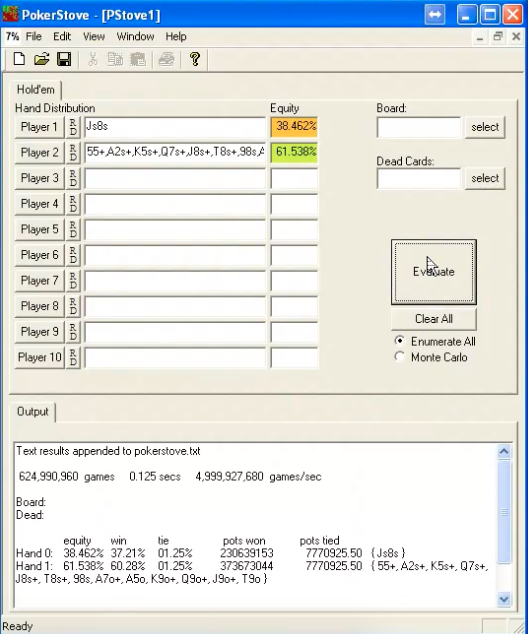 PokerStove - [PStove1]
7% File Edit View Window Help
Hold'em
Hand Distribution Equity Board:
Player 1 R D Js8s 38.462% select
Player 2 R D 55+,A2s+,K5s+,Q7s+,J8s+,T8s+,98s,A 61.538%
Dead Cards:
Player 3 R D select
Player 4 R D
Player 5 R D
Player 6 R D
Evaluate
Player 7 R D
Player 8 R D Clear All
Player 9 R D Enumerate All
Player 10 R D Monte Carlo
Output
Text results appended to pokerstove.txt
624,990,960 games 0.125 secs 4,999,927,680 games/sec
Board:
Dead:
equity win tie pots won pots tied
Hand 0: 38.462% 37.21% 01.25% 230639153 7770925.50 { Js8s }
Hand 1: 61.538% 60.28% 01.25% 373673044 7770925.50 { 55+, A2s+, K5s+, Q7s+,
J8s+, T8s+, 98s, A7o+, A5o, K9o+, Q9o+, J9o+, T9o }
Ready